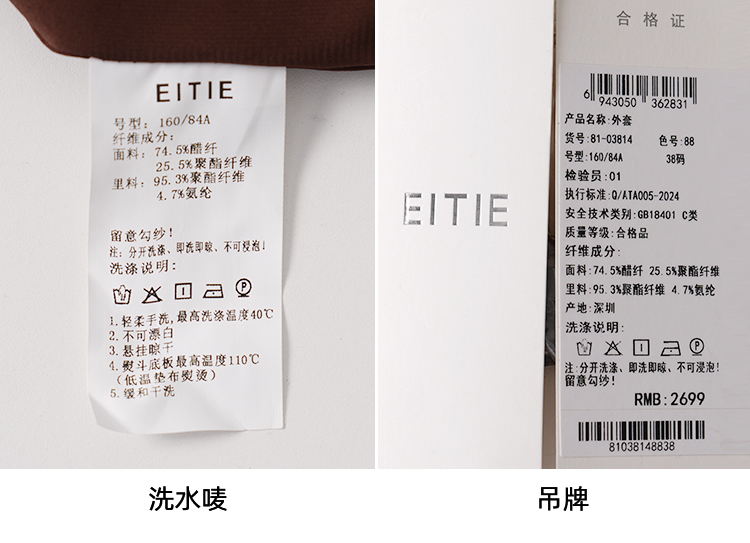 EITIE
号型: 160/84A
纤维成分:
面料: 74.5%醋纤
25.5%聚酯纤维
里料: 95.3%聚酯纤维
4.7%氨纶
留意勾纱!
注: 分开洗涤、即洗即晾、不可浸泡!
洗涤说明:
1.轻柔手洗,最高洗涤温度40℃
2.不可漂白
3.悬挂晾干
4.熨斗底板最高温度110℃
(低温垫布熨烫)
5.缓和干洗
洗水唛
EITIE
合格证
6 943050 362831
产品名称:外套
货号:81-03814 色号:88
号型:160/84A 38码
检验员:01
执行标准:Q/ATA005-2024
安全技术类别:GB18401 C类
质量等级:合格品
纤维成分:
面料:74.5%醋纤 25.5%聚酯纤维
里料:95.3%聚酯纤维 4.7%氨纶
产地:深圳
洗涤说明:
注:分开洗涤、即洗即晾、不可浸泡!
留意勾纱!
RMB:2699
81038148838
吊牌